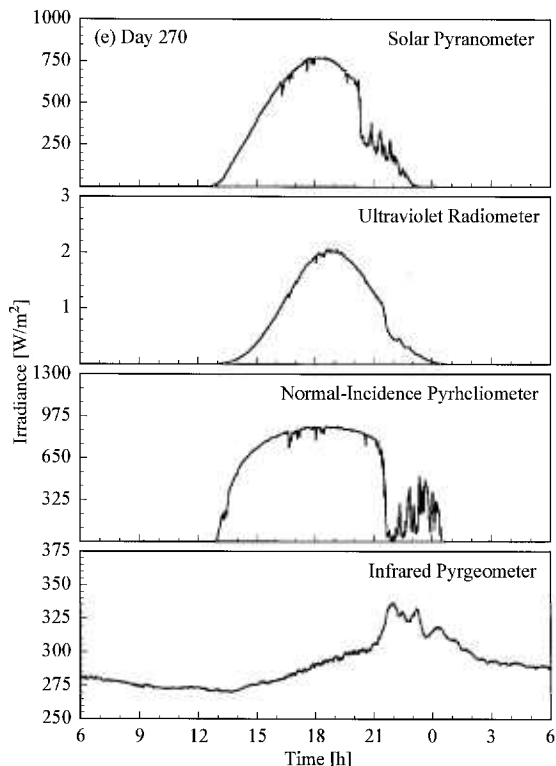 1000
(e) Day 270
Solar Pyranometer
750
500
250
3
Ultraviolet Radiometer
2
1
Irradiance [W/m²]
1300
Normal-Incidence Pyrheliometer
975
650
325
375
Infrared Pyrgeometer
350
325
300
275
250
6 9 12 15 18 21 0 3 6
Time [h]